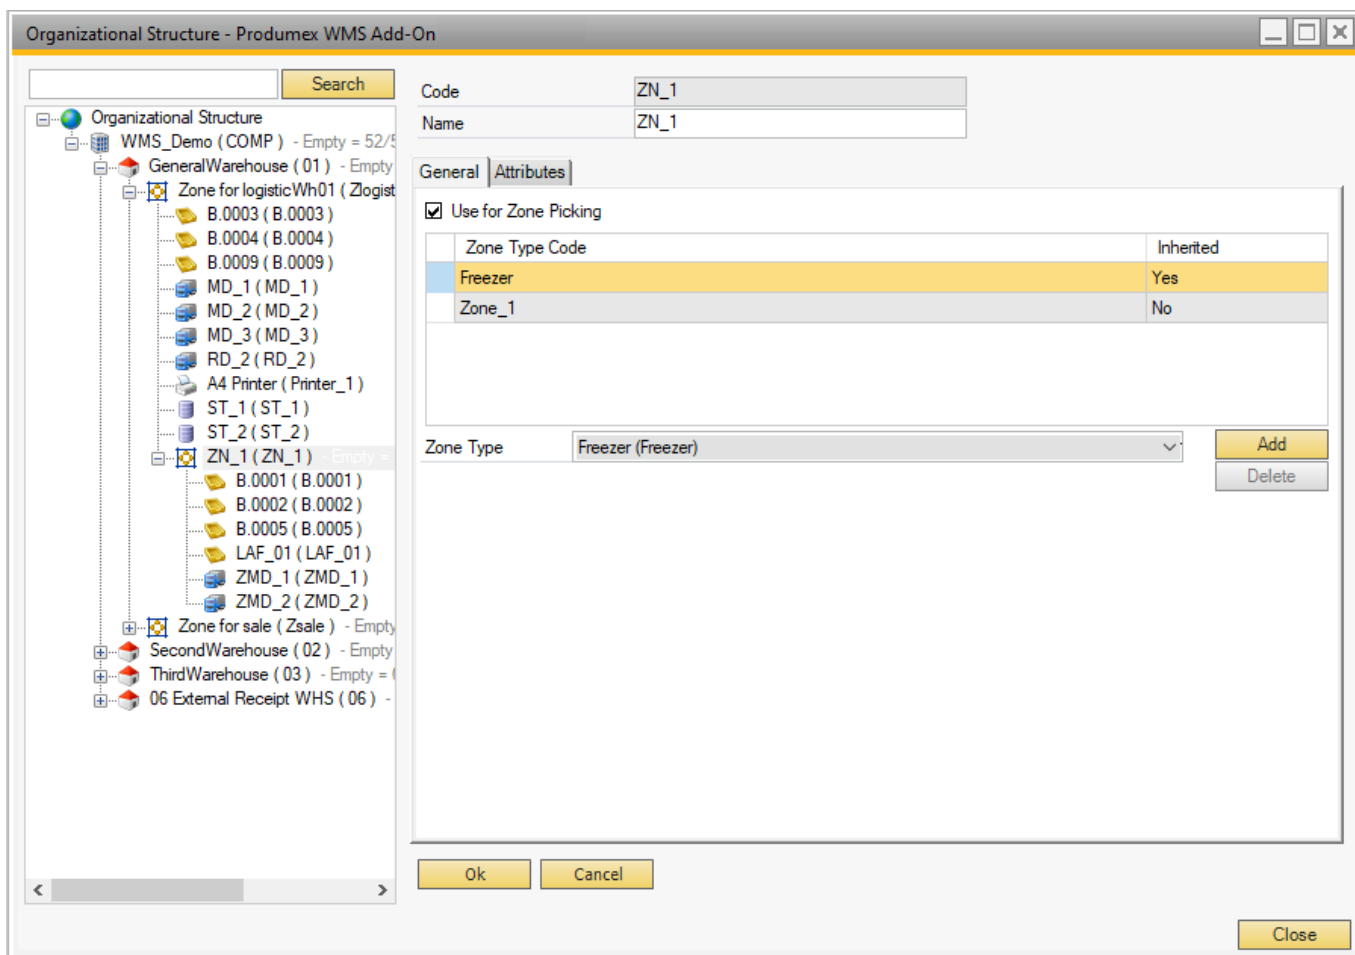 Organizational Structure - Produmex WMS Add-On
Search
Organizational Structure
WMS_Demo ( COMP ) - Empty = 52/5
GeneralWarehouse ( 01 ) - Empty
Zone for logisticWh01 ( Zlogist
B.0003 ( B.0003 )
B.0004 ( B.0004 )
B.0009 ( B.0009 )
MD_1 ( MD_1 )
MD_2 ( MD_2 )
MD_3 ( MD_3 )
RD_2 ( RD_2 )
A4 Printer ( Printer_1 )
ST_1 ( ST_1 )
ST_2 ( ST_2 )
ZN_1 ( ZN_1 ) - Empty =
B.0001 ( B.0001 )
B.0002 ( B.0002 )
B.0005 ( B.0005 )
LAF_01 ( LAF_01 )
ZMD_1 ( ZMD_1 )
ZMD_2 ( ZMD_2 )
Zone for sale ( Zsale ) - Empty
SecondWarehouse ( 02 ) - Empty
ThirdWarehouse ( 03 ) - Empty =
06 External Receipt WHS ( 06 ) -
Code ZN_1
Name ZN_1
General Attributes
Use for Zone Picking
Zone Type Code Inherited
Freezer Yes
Zone_1 No
Zone Type Freezer (Freezer) Add
Delete
Ok Cancel
Close